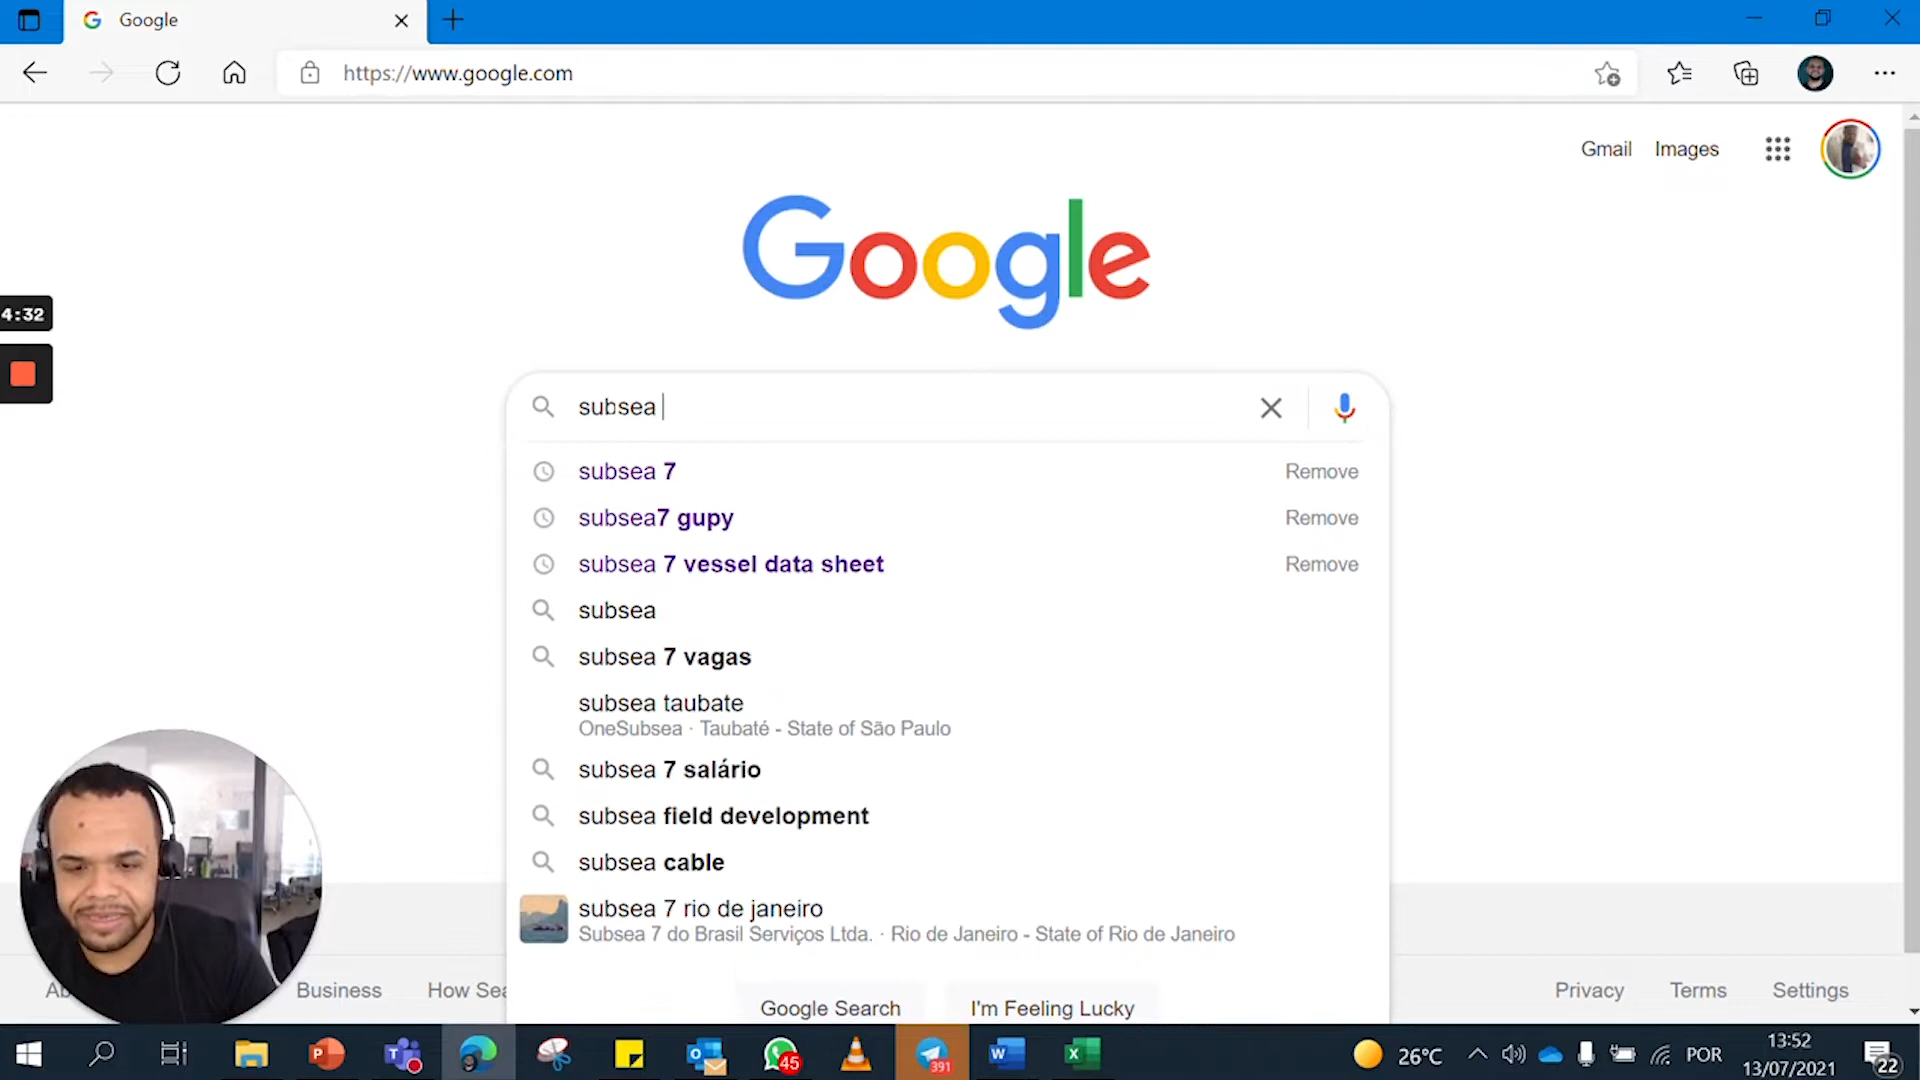 Google
https://www.google.com
Gmail
Images
Google
4:32
subsea
subsea 7
Remove
subsea7 gupy
Remove
subsea 7 vessel data sheet
Remove
subsea
subsea 7 vagas
subsea taubate
OneSubsea · Taubaté - State of São Paulo
subsea 7 salário
subsea field development
subsea cable
subsea 7 rio de janeiro
Subsea 7 do Brasil Serviços Ltda. · Rio de Janeiro - State of Rio de Janeiro
Business
How
Privacy
Terms
Settings
Google Search
I'm Feeling Lucky
45
391
26°C
POR
13:52
13/07/2021
22